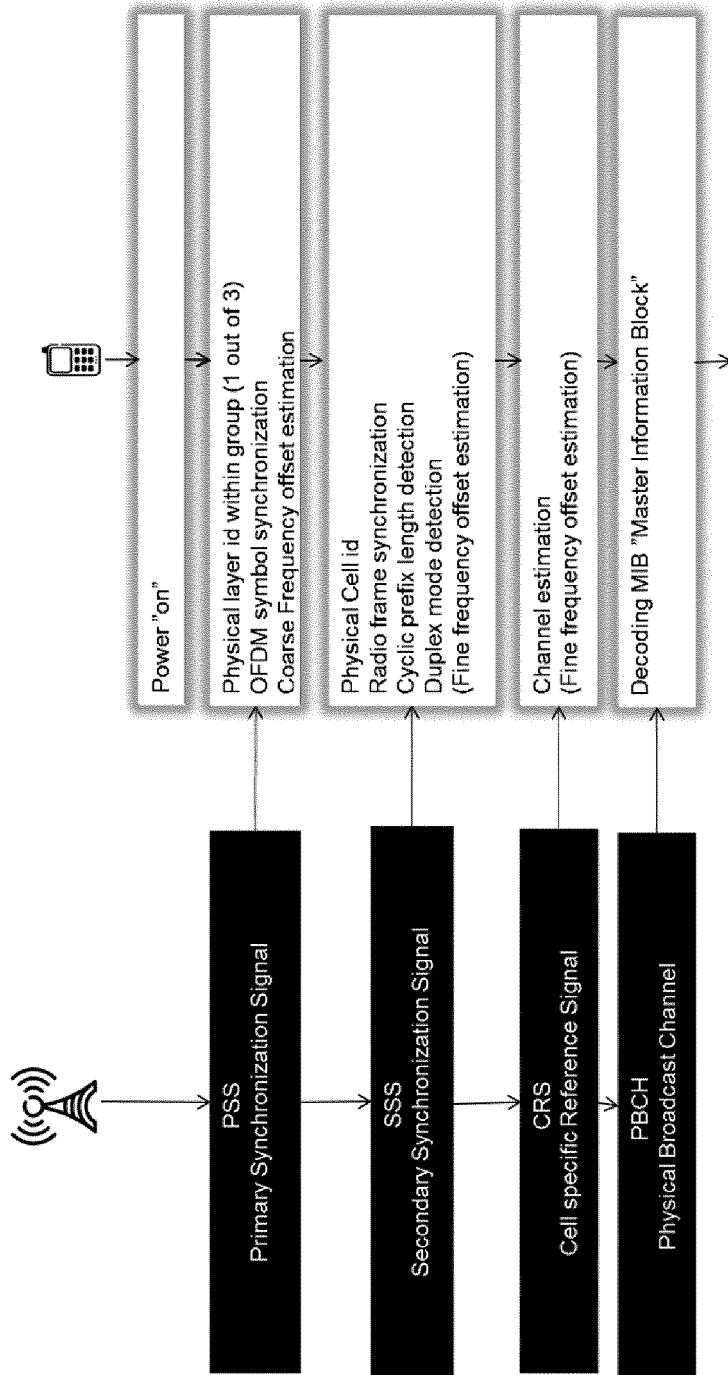 PSS
Primary Synchronization Signal
SSS
Secondary Synchronization Signal
CRS
Cell specific Reference Signal
PBCH
Physical Broadcast Channel
Power "on"
Physical layer id within group (1 out of 3)
OFDM symbol synchronization
Coarse Frequency offset estimation
Physical Cell id
Radio frame synchronization
Cyclic prefix length detection
Duplex mode detection
(Fine frequency offset estimation)
Channel estimation
(Fine frequency offset estimation)
Decoding MIB "Master Information Block"